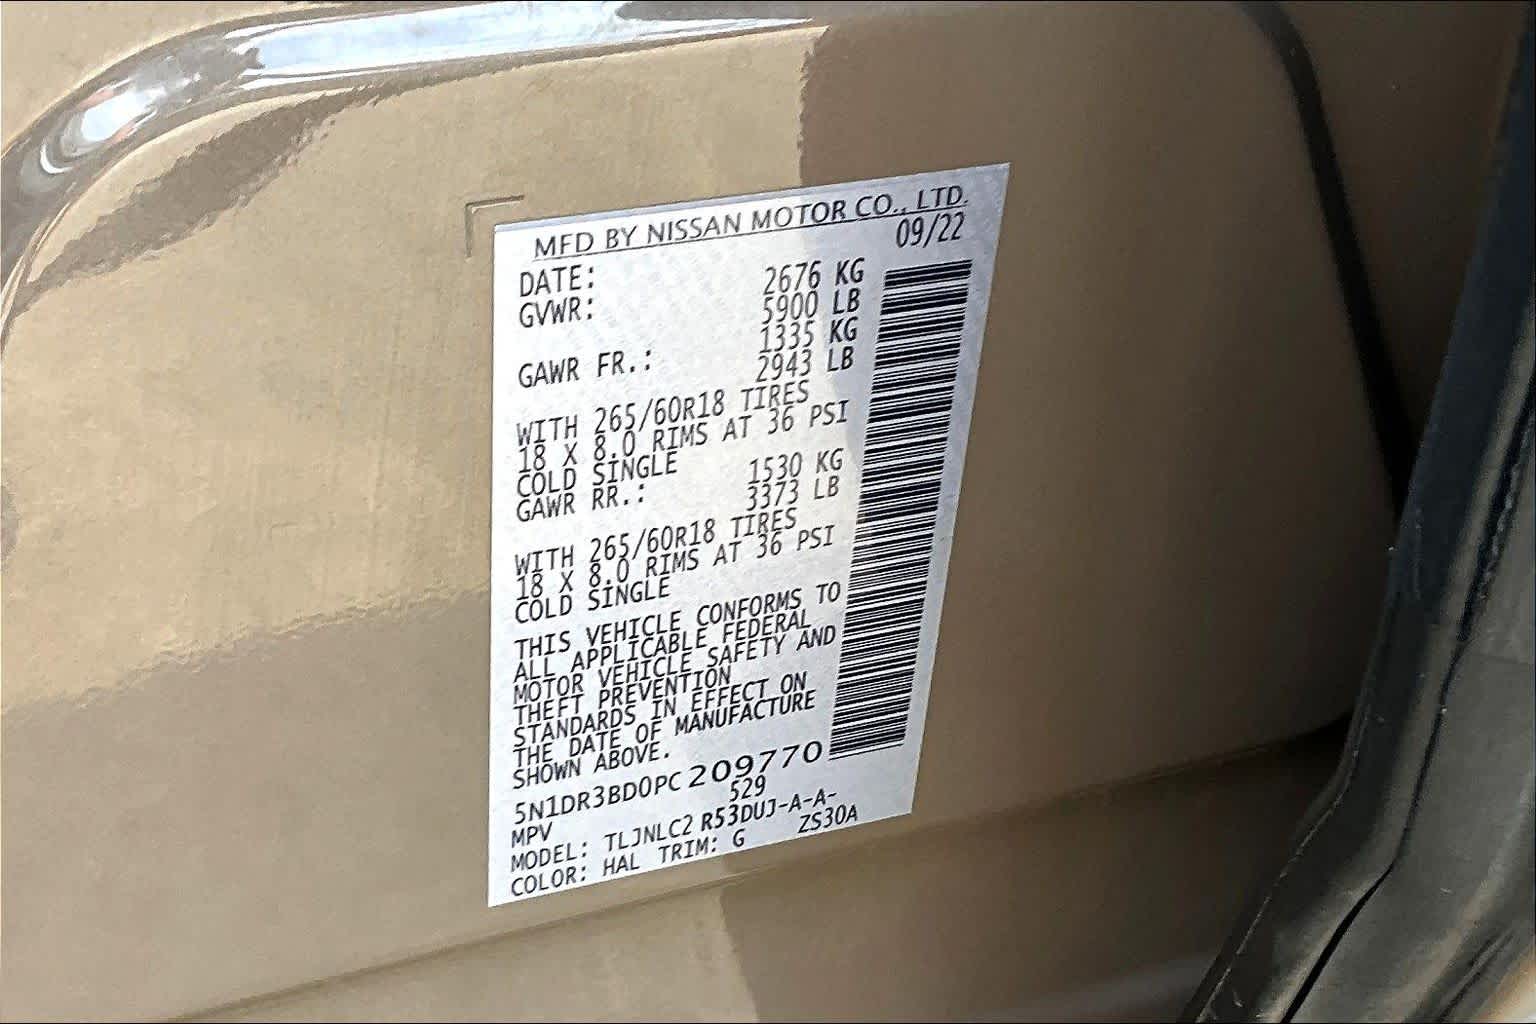 MFD BY NISSAN MOTOR CO., LTD.
DATE: 09/22
GVWR: 2676 KG
5900 LB
GAWR FR.: 1335 KG
2943 LB
WITH 265/60R18 TIRES
18 X 8.0 RIMS AT 36 PSI
COLD SINGLE
GAWR RR.: 1530 KG
3373 LB
WITH 265/60R18 TIRES
18 X 8.0 RIMS AT 36 PSI
COLD SINGLE
THIS VEHICLE CONFORMS TO
ALL APPLICABLE FEDERAL
MOTOR VEHICLE SAFETY AND
THEFT PREVENTION
STANDARDS IN EFFECT ON
THE DATE OF MANUFACTURE
SHOWN ABOVE.
5N1DR3BD0PC209770
MPV 529
MODEL: TLJNLC2 R53DUJ-A-A-
COLOR: HAL TRIM: G ZS30A